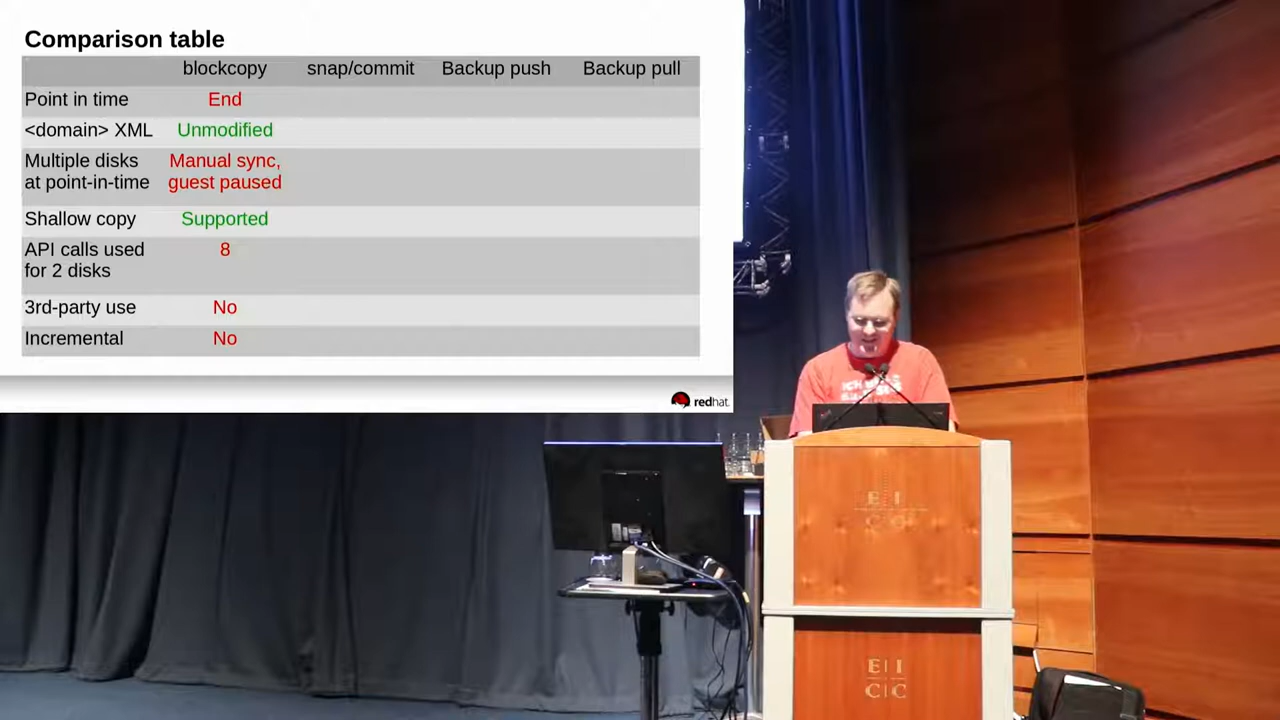 Comparison table
blockcopy snap/commit Backup push Backup pull
Point in time End
<domain> XML Unmodified
Multiple disks at point-in-time Manual sync, guest paused
Shallow copy Supported
API calls used for 2 disks 8
3rd-party use No
Incremental No
redhat.
E I
C C
E I
C C